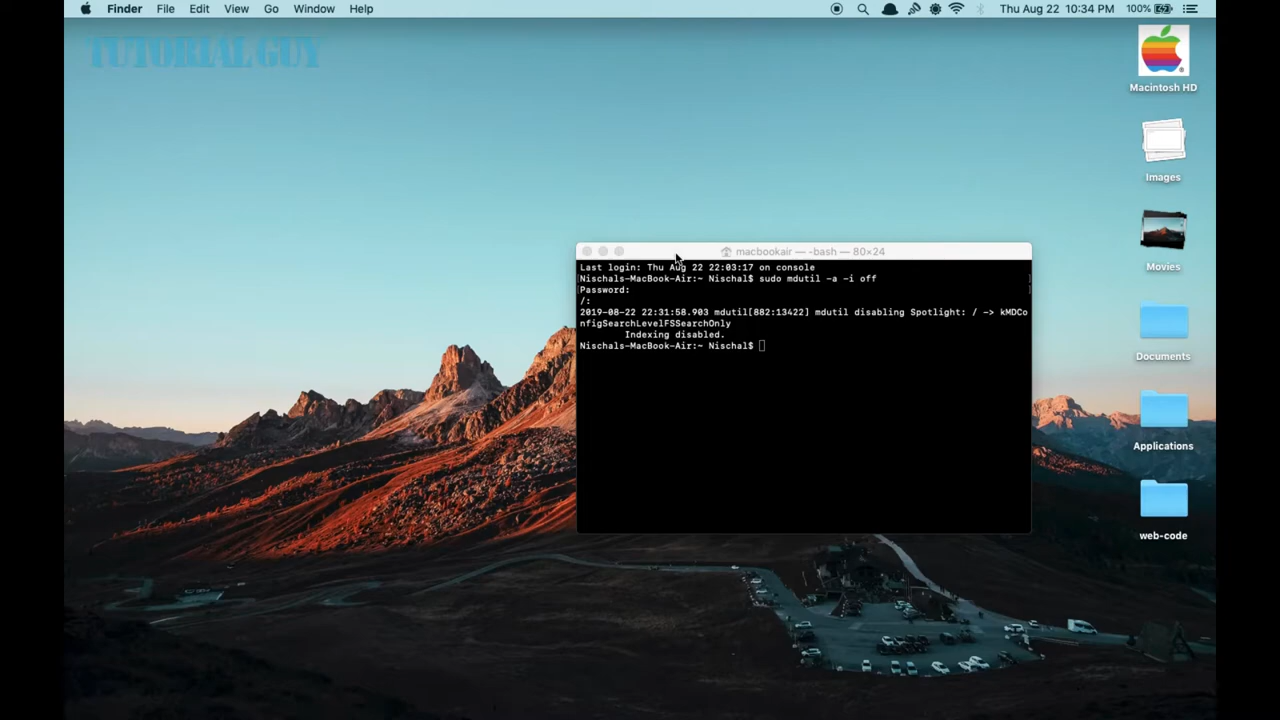 Finder File Edit View Go Window Help Thu Aug 22 10:34 PM 100%
TUTORIAL GUY
Macintosh HD
Images
Movies
Documents
Applications
web-code
macbookair — -bash — 80×24
Last login: Thu Aug 22 22:03:17 on console
Nischals-MacBook-Air:~ Nischal$ sudo mdutil -a -i off
Password:
/:
2019-08-22 22:31:58.903 mdutil[882:13422] mdutil disabling Spotlight: / -> kMDCo
nfigSearchLevelFSSearchOnly
Indexing disabled.
Nischals-MacBook-Air:~ Nischal$